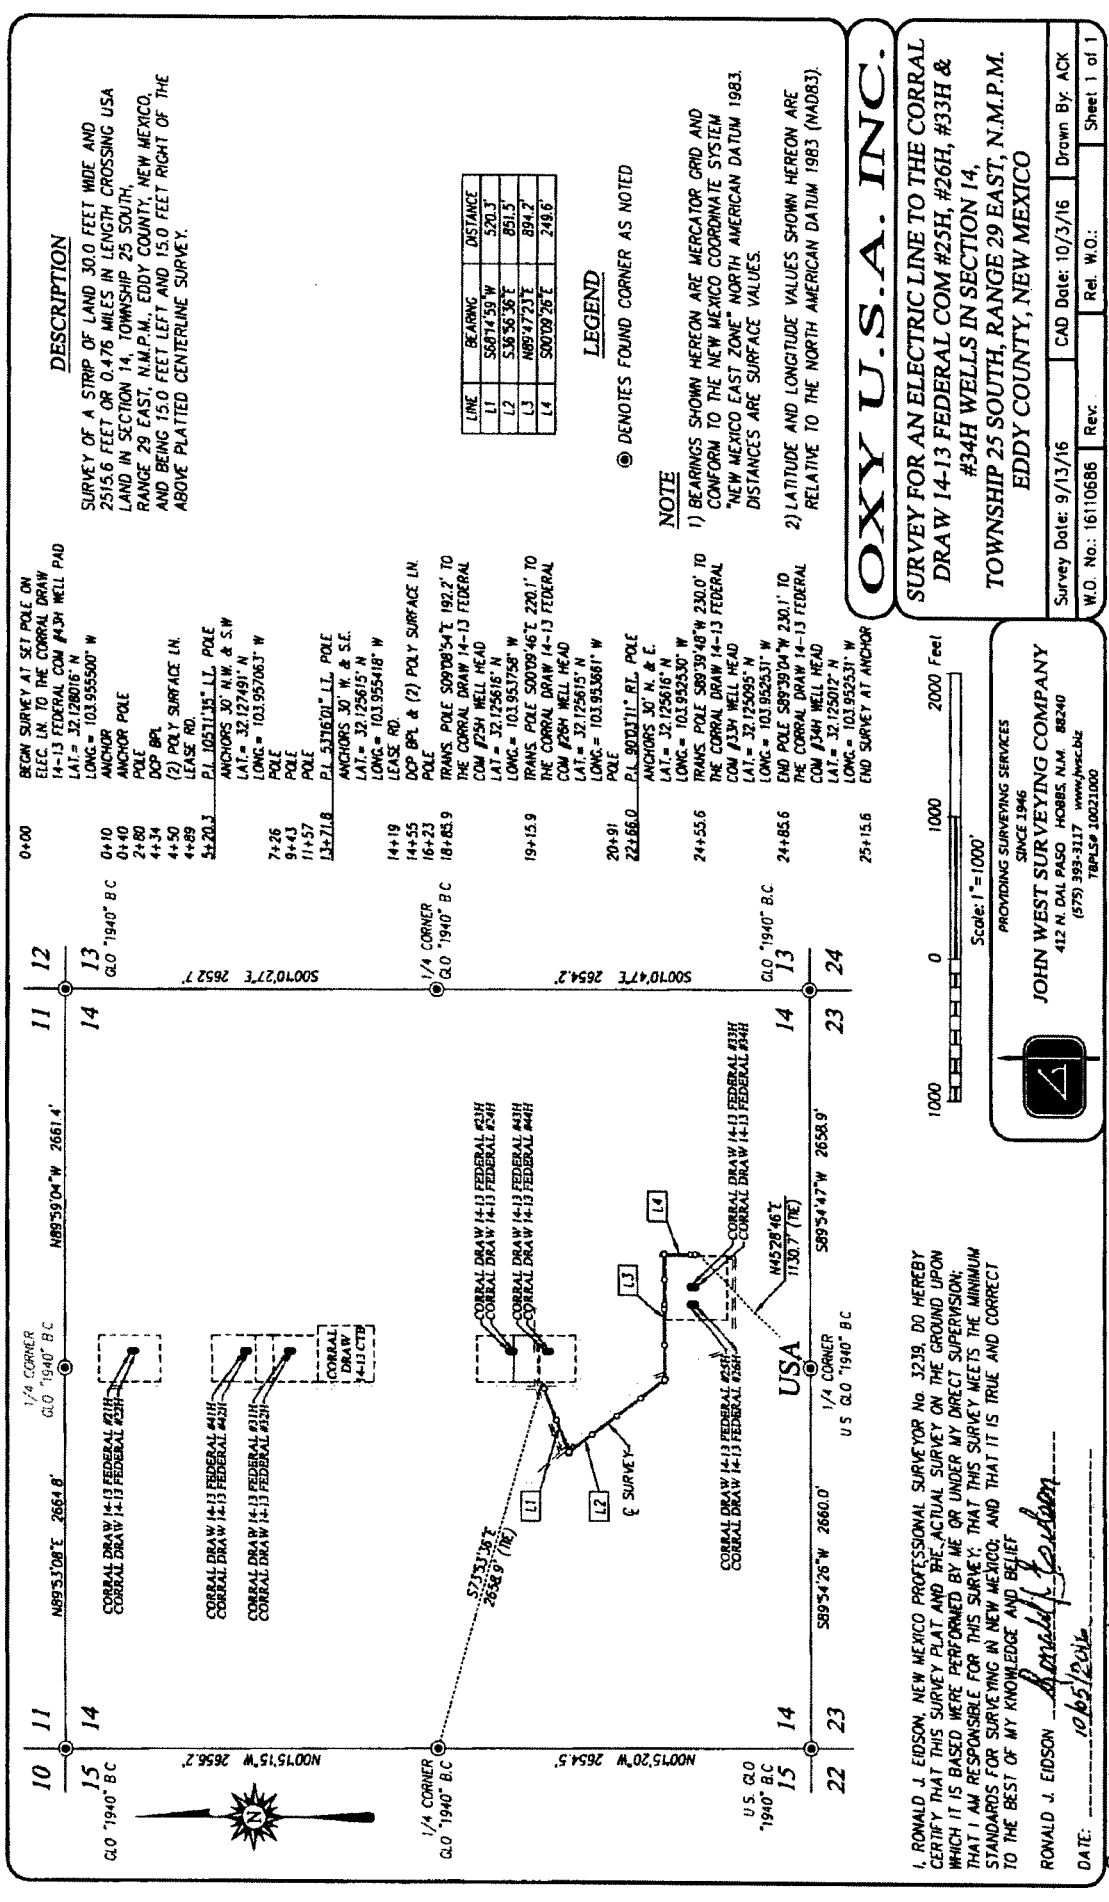 10
11
15
14
GLO "1940" B.C
N89°53'08"E 2664.8'
1/4 CORNER
GLO "1940" B.C
N89°59'04"W 2661.4'
11
12
14
13
GLO "1940" B.C
N00°15'15"W 2656.2'
S00°10'27"E 2652.7'
N
CORRAL DRAW 14-13 FEDERAL #21H
CORRAL DRAW 14-13 FEDERAL #22H
CORRAL DRAW 14-13 FEDERAL #41H
CORRAL DRAW 14-13 FEDERAL #42H
CORRAL DRAW 14-13 FEDERAL #31H
CORRAL DRAW 14-13 FEDERAL #32H
CORRAL
DRAW
14-13 CTB
1/4 CORNER
GLO "1940" B.C
1/4 CORNER
GLO "1940" B.C
S73°53'36"E
2658.9' (TIE)
CORRAL DRAW 14-13 FEDERAL #23H
CORRAL DRAW 14-13 FEDERAL #24H
CORRAL DRAW 14-13 FEDERAL #43H
CORRAL DRAW 14-13 FEDERAL #44H
L1
L2
℄ SURVEY
L3
L4
CORRAL DRAW 14-13 FEDERAL #25H
CORRAL DRAW 14-13 FEDERAL #26H
CORRAL DRAW 14-13 FEDERAL #33H
CORRAL DRAW 14-13 FEDERAL #34H
N00°15'20"W 2654.5'
S00°10'47"E 2654.2'
N45°28'46"E
1130.7' (TIE)
USA
U.S. GLO
"1940" B.C
15
14
22
23
S89°54'26"W 2660.0'
1/4 CORNER
U S GLO "1940" B C
S89°54'47"W 2658.9'
GLO "1940" B.C
14
13
23
24
0+00 BEGIN SURVEY AT SET POLE ON
ELEC. LN. TO THE CORRAL DRAW
14-13 FEDERAL COM #43H WELL PAD
LAT.= 32.128016° N
LONG.= 103.955500° W
0+10 ANCHOR
0+40 ANCHOR POLE
2+80 POLE
4+34 DCP BPL
4+50 (2) POLY SURFACE LN.
4+89 LEASE RD.
5+20.3 P.I. 105°11'35" LT. POLE
ANCHORS 30' N.W. & S.W
LAT.= 32.127491° N
LONG.= 103.957063° W
7+26 POLE
9+43 POLE
11+57 POLE
13+71.8 P.I. 53°16'01" LT. POLE
ANCHORS 30' W. & S.E.
LAT.= 32.125615° N
LONG.= 103.955418° W
14+19 LEASE RD.
14+55 DCP BPL & (2) POLY SURFACE LN.
16+23 POLE
18+85.9 TRANS. POLE S09°08'54"E 192.2' TO
THE CORRAL DRAW 14-13 FEDERAL
COM #25H WELL HEAD
LAT.= 32.125616° N
LONG.= 103.953758° W
19+15.9 TRANS. POLE S00°09'46"E 220.1' TO
THE CORRAL DRAW 14-13 FEDERAL
COM #26H WELL HEAD
LAT.= 32.125615° N
LONG.= 103.953661° W
20+91 POLE
22+66.0 P.I. 90°03'11" RT. POLE
ANCHORS 30' N. & E.
LAT.= 32.125616° N
LONG.= 103.952530° W
24+55.6 TRANS. POLE S89°39'48"W 230.0' TO
THE CORRAL DRAW 14-13 FEDERAL
COM #33H WELL HEAD
LAT.= 32.125095° N
LONG.= 103.952531° W
24+85.6 END POLE S89°39'04"W 230.1' TO
THE CORRAL DRAW 14-13 FEDERAL
COM #34H WELL HEAD
LAT.= 32.125012° N
LONG.= 103.952531° W
25+15.6 END SURVEY AT ANCHOR
DESCRIPTION
SURVEY OF A STRIP OF LAND 30.0 FEET WIDE AND
2515.6 FEET OR 0.476 MILES IN LENGTH CROSSING USA
LAND IN SECTION 14, TOWNSHIP 25 SOUTH,
RANGE 29 EAST, N.M.P.M., EDDY COUNTY, NEW MEXICO,
AND BEING 15.0 FEET LEFT AND 15.0 FEET RIGHT OF THE
ABOVE PLATTED CENTERLINE SURVEY.
LINE BEARING DISTANCE
L1 S68°14'59"W 520.3'
L2 S36°56'36"E 851.5'
L3 N89°47'23"E 894.2'
L4 S00°09'26"E 249.6'
LEGEND
DENOTES FOUND CORNER AS NOTED
NOTE
1) BEARINGS SHOWN HEREON ARE MERCATOR GRID AND
CONFORM TO THE NEW MEXICO COORDINATE SYSTEM
"NEW MEXICO EAST ZONE" NORTH AMERICAN DATUM 1983.
DISTANCES ARE SURFACE VALUES.
2) LATITUDE AND LONGITUDE VALUES SHOWN HEREON ARE
RELATIVE TO THE NORTH AMERICAN DATUM 1983 (NAD83).
I, RONALD J. EIDSON, NEW MEXICO PROFESSIONAL SURVEYOR No. 3239, DO HEREBY
CERTIFY THAT THIS SURVEY PLAT AND THE ACTUAL SURVEY ON THE GROUND UPON
WHICH IT IS BASED WERE PERFORMED BY ME OR UNDER MY DIRECT SUPERVISION;
THAT I AM RESPONSIBLE FOR THIS SURVEY; THAT THIS SURVEY MEETS THE MINIMUM
STANDARDS FOR SURVEYING IN NEW MEXICO; AND THAT IT IS TRUE AND CORRECT
TO THE BEST OF MY KNOWLEDGE AND BELIEF
RONALD J. EIDSON Ronald J. Eidson
DATE: 10/05/2016
1000 0 1000 2000 Feet
Scale: 1"=1000'
PROVIDING SURVEYING SERVICES
SINCE 1946
JOHN WEST SURVEYING COMPANY
412 N. DAL PASO HOBBS, N.M. 88240
(575) 393-3117 www.jwsc.biz
TBPLS# 10021000
OXY U.S.A. INC.
SURVEY FOR AN ELECTRIC LINE TO THE CORRAL
DRAW 14-13 FEDERAL COM #25H, #26H, #33H &
#34H WELLS IN SECTION 14,
TOWNSHIP 25 SOUTH, RANGE 29 EAST, N.M.P.M.
EDDY COUNTY, NEW MEXICO
Survey Date: 9/13/16 CAD Date: 10/3/16 Drawn By: ACK
W.O. No.: 16110686 Rev: Rel. W.O.: Sheet 1 of 1